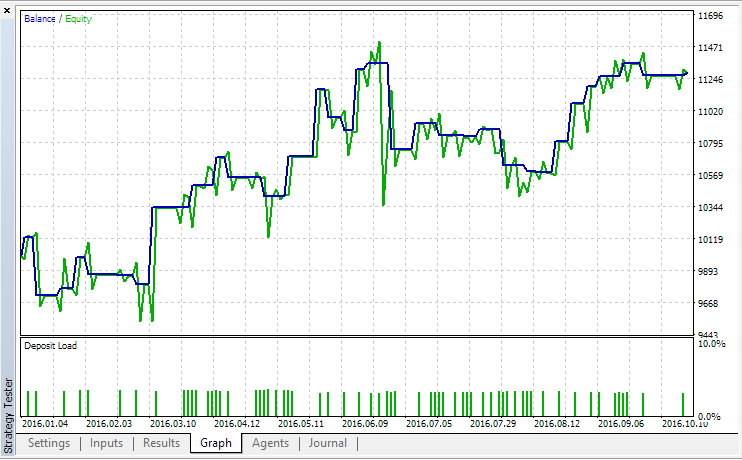 Balance / Equity
11696
11471
11246
11020
10795
10569
10344
10119
9893
9668
9443
Deposit Load
10.0%
0.0%
2016.01.04 2016.02.03 2016.03.10 2016.04.12 2016.05.11 2016.06.09 2016.07.05 2016.07.29 2016.08.12 2016.09.06 2016.10.10
Strategy Tester
Settings Inputs Results Graph Agents Journal